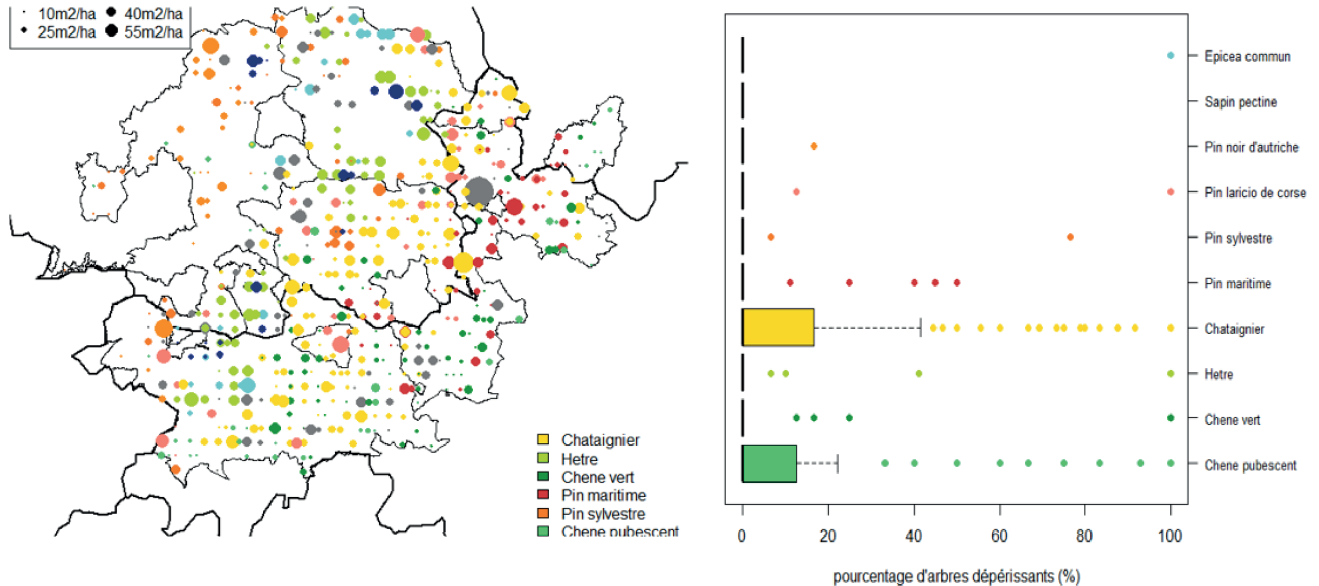 10m2/ha 40m2/ha
25m2/ha 55m2/ha
Chataignier
Hetre
Chene vert
Pin maritime
Pin sylvestre
Chene pubescent
Epicea commun
Sapin pectine
Pin noir d'autriche
Pin laricio de corse
Pin sylvestre
Pin maritime
Chataignier
Hetre
Chene vert
Chene pubescent
0 20 40 60 80 100
pourcentage d'arbres dépérissants (%)